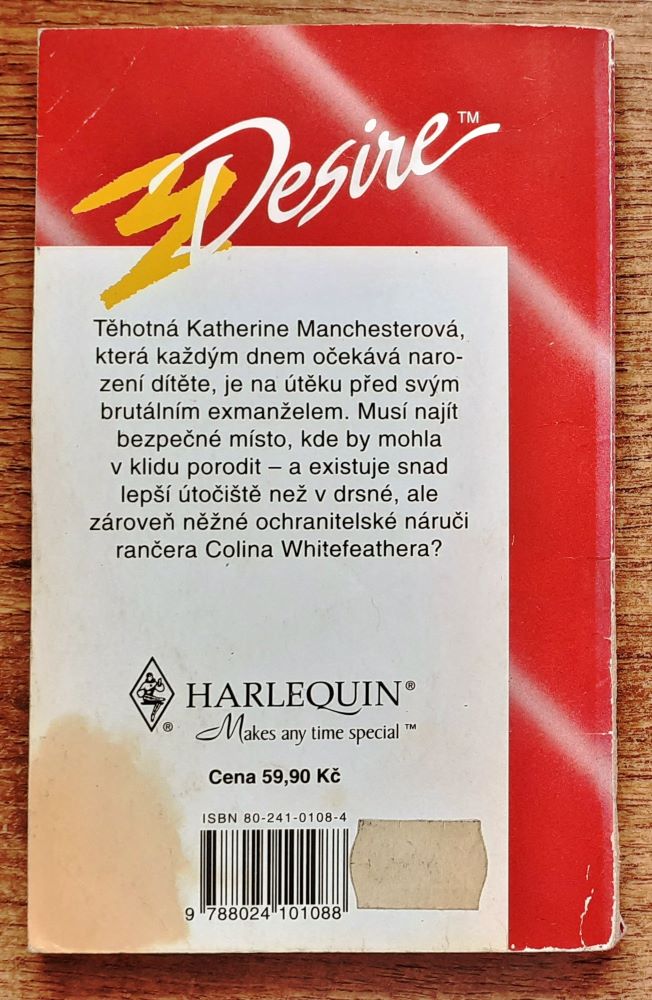 Desire™
Těhotná Katherine Manchesterová,
která každým dnem očekává naro-
zení dítěte, je na útěku před svým
brutálním exmanželem. Musí najít
bezpečné místo, kde by mohla
v klidu porodit – a existuje snad
lepší útočiště než v drsné, ale
zároveň něžné ochranitelské náruči
rančera Colina Whitefeathera?
HARLEQUIN®
®
Makes any time special™
Cena 59,90 Kč
ISBN 80-241-0108-4
9 788024 101088